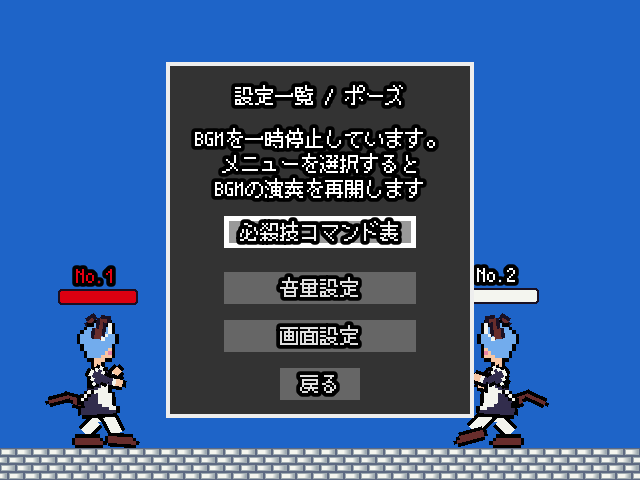 設定一覧 / ポーズ
BGMを一時停止しています。
メニューを選択すると
BGMの演奏を再開します
必殺技コマンド表
No.1
No.2
音量設定
画面設定
戻る